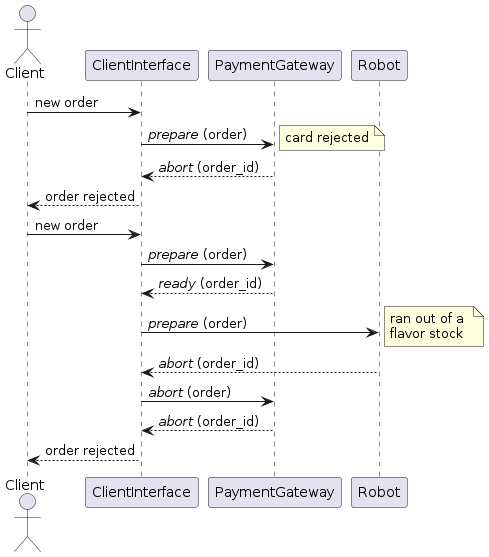 Client
ClientInterface
PaymentGateway
Robot
new order
prepare (order)
card rejected
abort (order_id)
order rejected
new order
prepare (order)
ready (order_id)
prepare (order)
ran out of a
flavor stock
abort (order_id)
abort (order)
abort (order_id)
order rejected
Client
ClientInterface
PaymentGateway
Robot